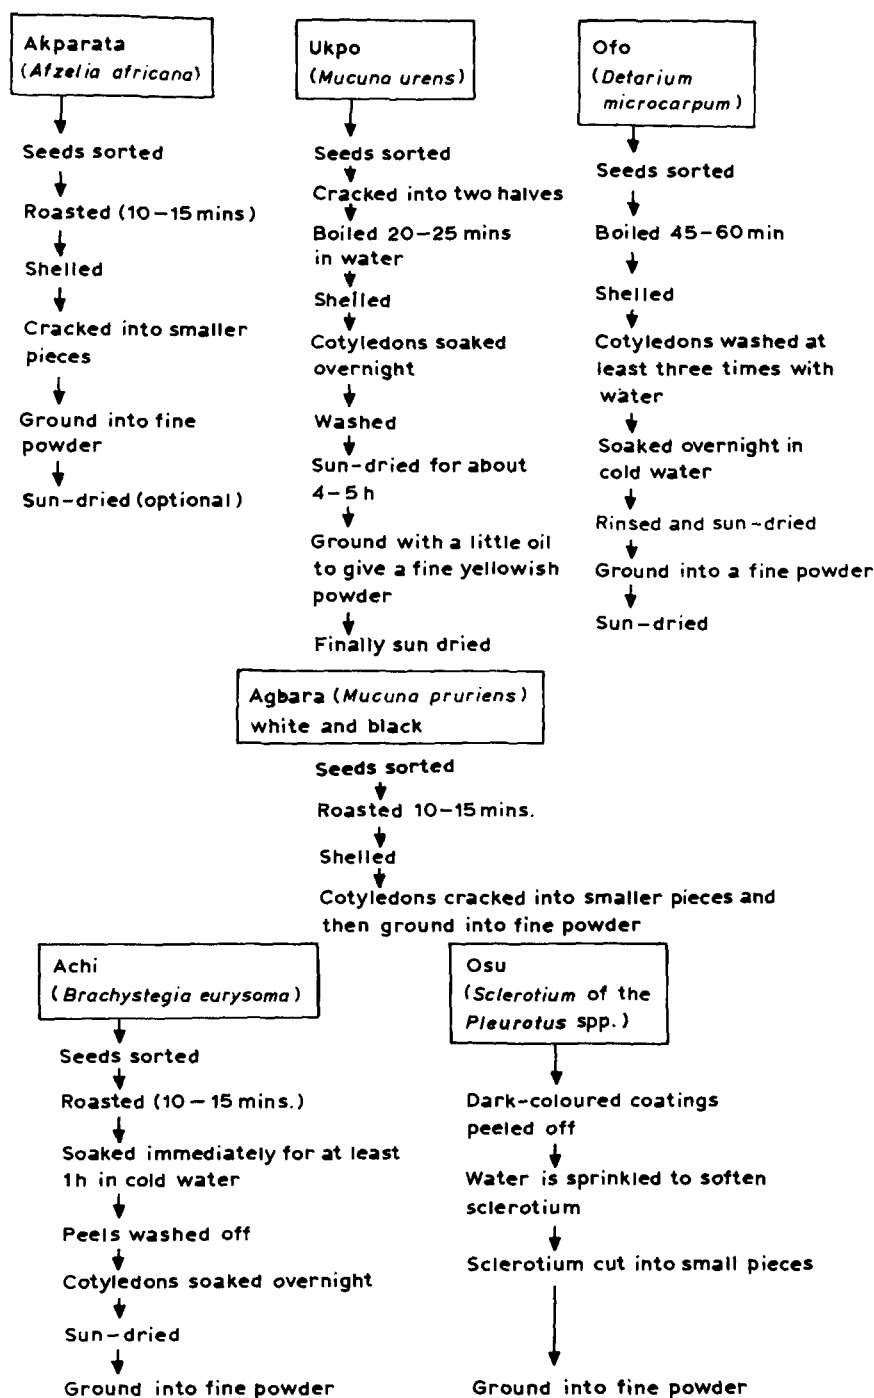 Akparata
(Afzelia africana)
Seeds sorted
Roasted (10-15 mins)
Shelled
Cracked into smaller
pieces
Ground into fine
powder
Sun-dried (optional)
Ukpo
(Mucuna urens)
Seeds sorted
Cracked into two halves
Boiled 20-25 mins
in water
Shelled
Cotyledons soaked
overnight
Washed
Sun-dried for about
4-5 h
Ground with a little oil
to give a fine yellowish
powder
Finally sun dried
Ofo
(Detarium
microcarpum)
Seeds sorted
Boiled 45-60 min
Shelled
Cotyledons washed at
least three times with
water
Soaked overnight in
cold water
Rinsed and sun-dried
Ground into a fine powder
Sun-dried
Agbara (Mucuna pruriens)
white and black
Seeds sorted
Roasted 10-15 mins.
Shelled
Cotyledons cracked into smaller pieces and
then ground into fine powder
Achi
(Brachystegia eurysoma)
Seeds sorted
Roasted (10-15 mins.)
Soaked immediately for at least
1h in cold water
Peels washed off
Cotyledons soaked overnight
Sun-dried
Ground into fine powder
Osu
(Sclerotium of the
Pleurotus spp.)
Dark-coloured coatings
peeled off
Water is sprinkled to soften
sclerotium
Sclerotium cut into small pieces
Ground into fine powder